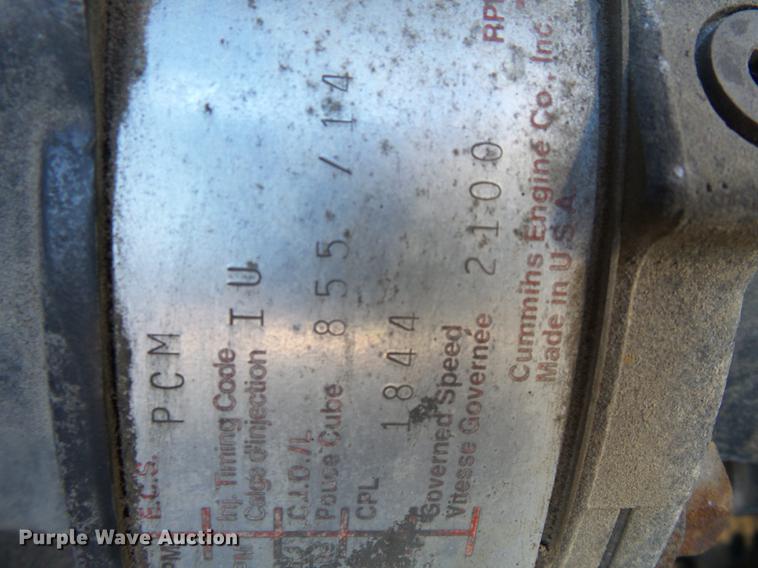 E.C.S. PCM
Inj. Timing Code
Calge d'injection IU
C.I.D./L
Pouce Cube 855 /14
CPL 1844
Governed Speed
Vitesse Governée 2100 RPM
Cummins Engine Co., Inc.
Made in U.S.A.
Purple Wave Auction